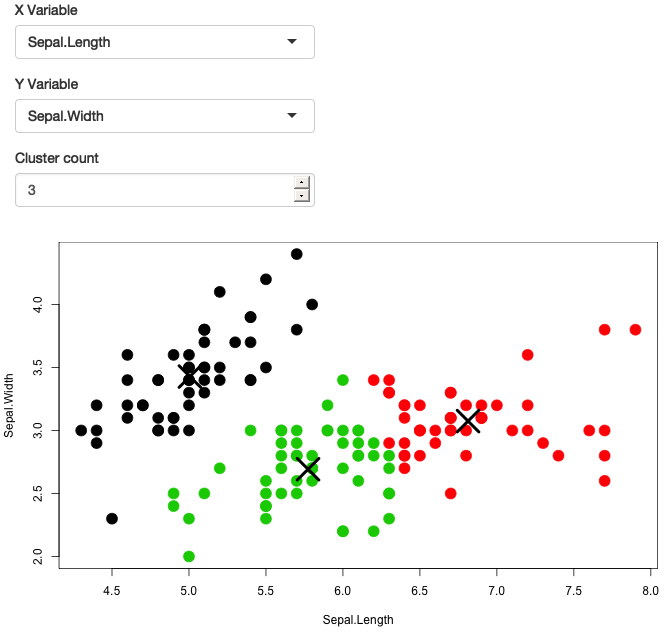 X Variable
Sepal.Length
Y Variable
Sepal.Width
Cluster count
3
4.0
3.5
3.0
2.5
2.0
Sepal.Width
4.5 5.0 5.5 6.0 6.5 7.0 7.5 8.0
Sepal.Length